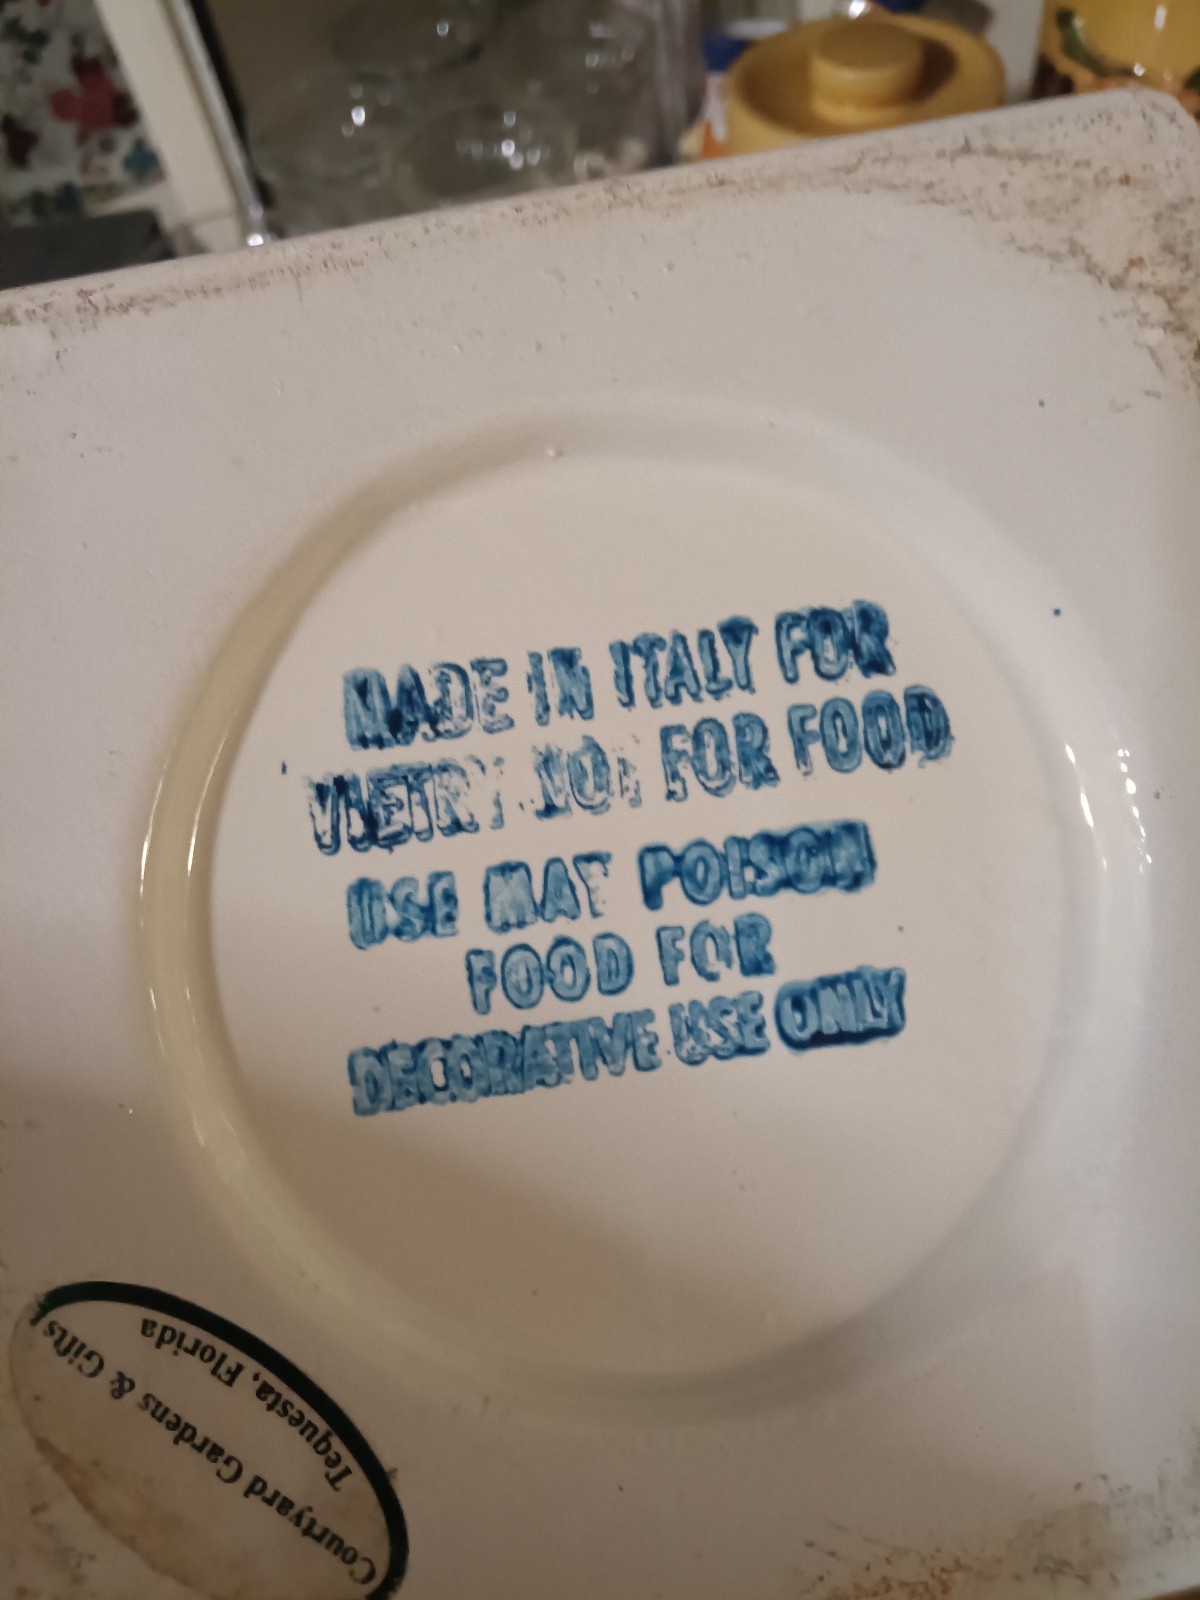 MADE IN ITALY FOR
VIETRI NOT FOR FOOD
USE MAY POISON
FOOD FOR
DECORATIVE USE ONLY
Courtyard Gardens & Gifts
Tequesta, Florida